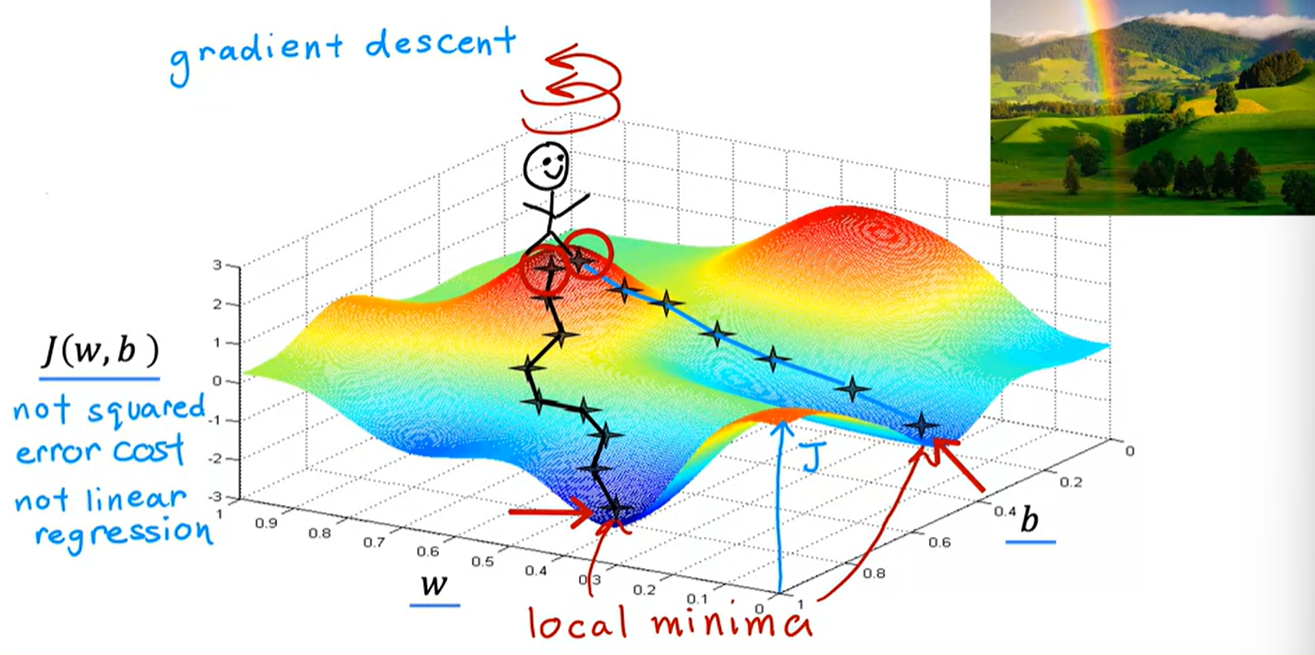 gradient descent
J(w, b)
not squared
error cost
not linear
regression
3
2
1
0
-1
-2
-3
1
0.9
0.8
0.7
0.6
0.5
0.4
0.3
0.2
0.1
0
w
1
0.8
0.6
0.4
0.2
0
b
J
local minima